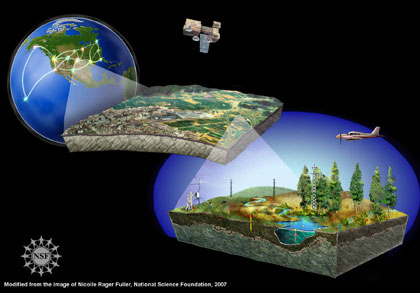 NSF
Modified from the image of Nicolle Rager Fuller, National Science Foundation, 2007